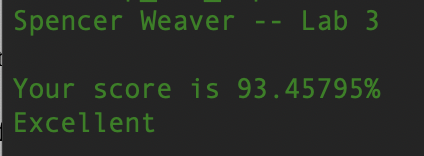 Spencer Weaver -- Lab 3
Your score is 93.45795%
Excellent